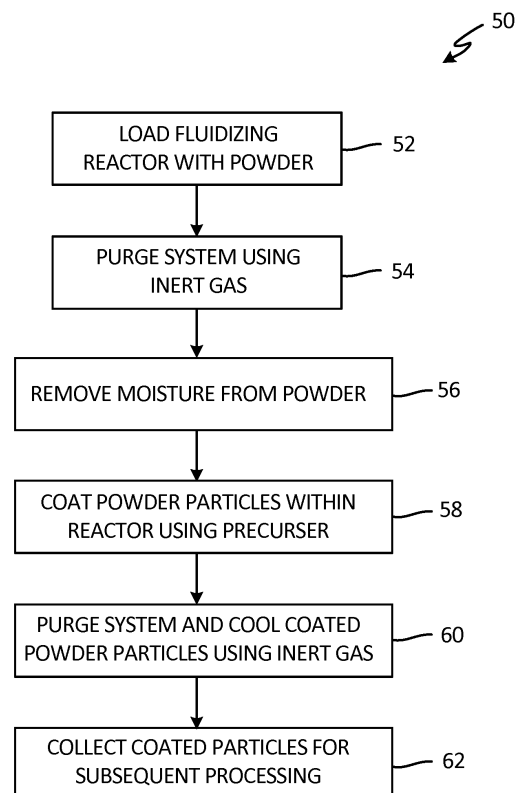 50
LOAD FLUIDIZING
REACTOR WITH POWDER
52
PURGE SYSTEM USING
INERT GAS
54
REMOVE MOISTURE FROM POWDER
56
COAT POWDER PARTICLES WITHIN
REACTOR USING PRECURSER
58
PURGE SYSTEM AND COOL COATED
POWDER PARTICLES USING INERT GAS
60
COLLECT COATED PARTICLES FOR
SUBSEQUENT PROCESSING
62